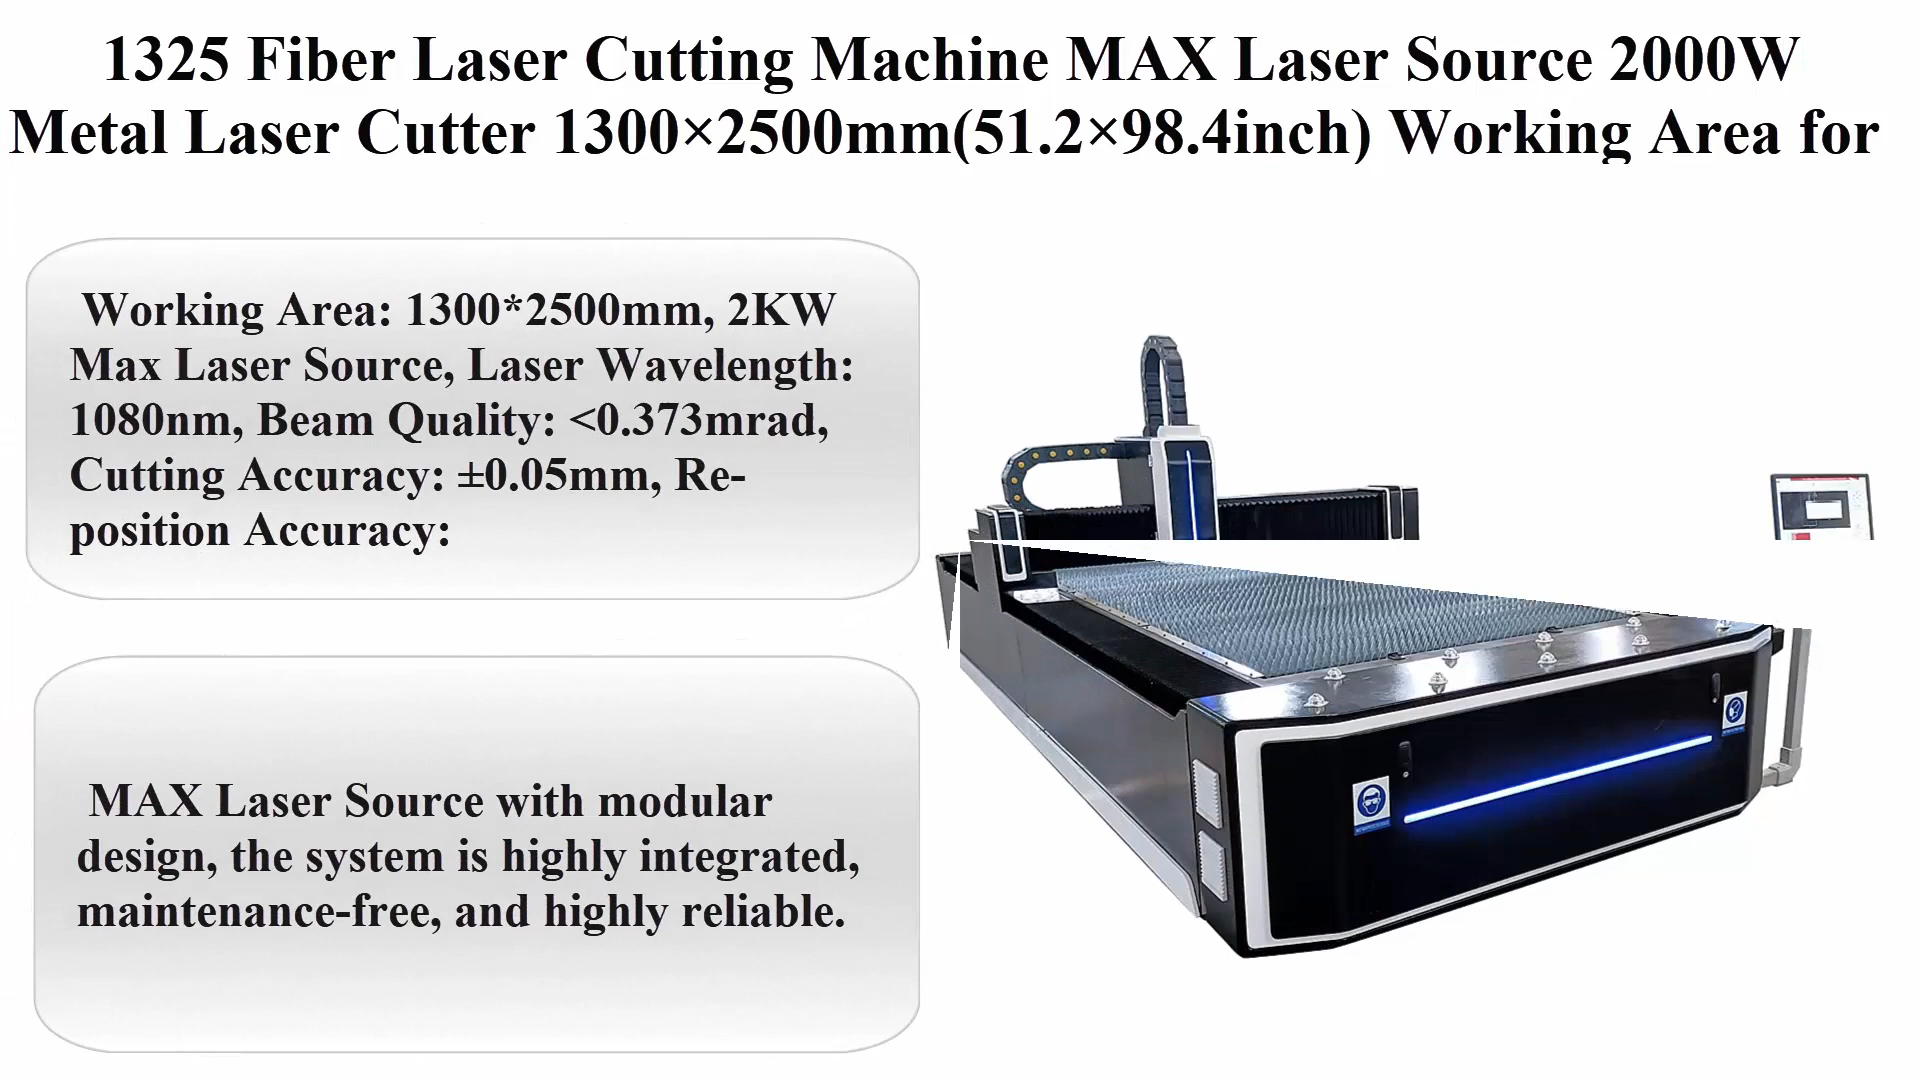 1325 Fiber Laser Cutting Machine MAX Laser Source 2000W
Metal Laser Cutter 1300×2500mm(51.2×98.4inch) Working Area for
Working Area: 1300*2500mm, 2KW
Max Laser Source, Laser Wavelength:
1080nm, Beam Quality: <0.373mrad,
Cutting Accuracy: ±0.05mm, Re-
position Accuracy:
MAX Laser Source with modular
design, the system is highly integrated,
maintenance-free, and highly reliable.